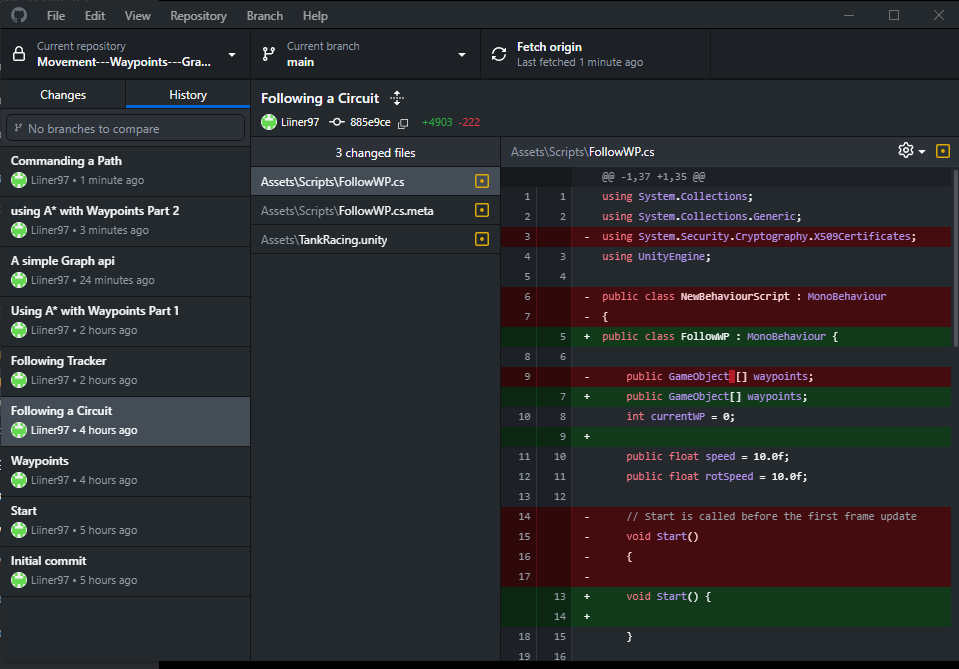 File Edit View Repository Branch Help
Current repository
Movement---Waypoints---Gra...
Current branch
main
Fetch origin
Last fetched 1 minute ago
Changes History
No branches to compare
Commanding a Path
Liiner97 • 1 minute ago
using A* with Waypoints Part 2
Liiner97 • 3 minutes ago
A simple Graph api
Liiner97 • 24 minutes ago
Using A* with Waypoints Part 1
Liiner97 • 2 hours ago
Following Tracker
Liiner97 • 2 hours ago
Following a Circuit
Liiner97 • 4 hours ago
Waypoints
Liiner97 • 4 hours ago
Start
Liiner97 • 5 hours ago
Initial commit
Liiner97 • 5 hours ago
Following a Circuit
Liiner97 885e9ce +4903 -222
3 changed files
Assets\Scripts\FollowWP.cs
Assets\Scripts\FollowWP.cs.meta
Assets\TankRacing.unity
Assets\Scripts\FollowWP.cs
@@ -1,37 +1,35 @@
1 1 using System.Collections;
2 2 using System.Collections.Generic;
3 - using System.Security.Cryptography.X509Certificates;
4 3 using UnityEngine;
5 4
6 - public class NewBehaviourScript : MonoBehaviour
7 - {
5 + public class FollowWP : MonoBehaviour {
8 6
9 - public GameObject [] waypoints;
7 + public GameObject[] waypoints;
10 8 int currentWP = 0;
9 +
11 10 public float speed = 10.0f;
12 11 public float rotSpeed = 10.0f;
13 12
14 - // Start is called before the first frame update
15 - void Start()
16 - {
17 -
13 + void Start() {
14 +
18 15 }
19 16